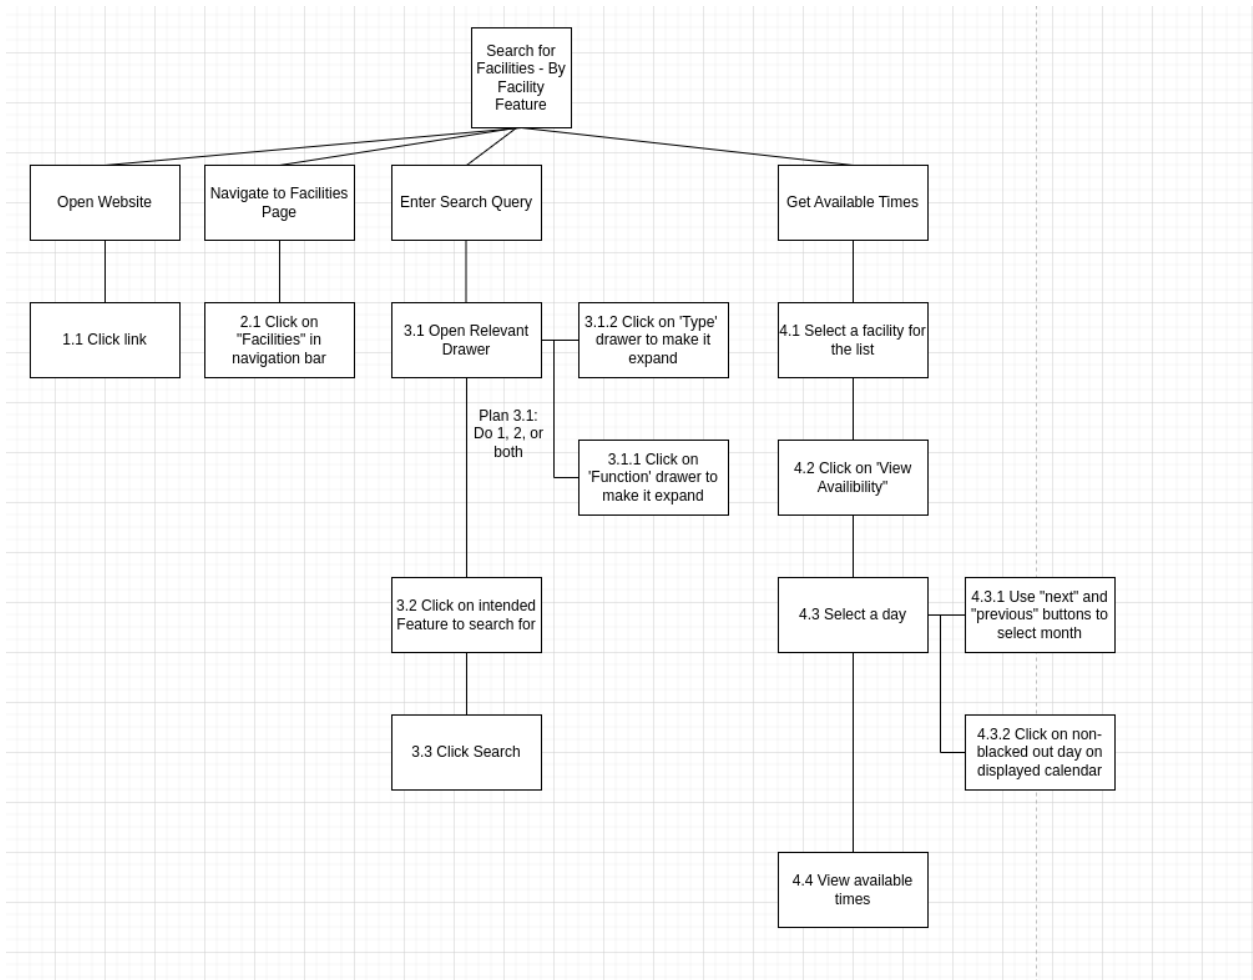 Search for
Facilities - By
Facility
Feature
Open Website
Navigate to Facilities
Page
Enter Search Query
Get Available Times
1.1 Click link
2.1 Click on
"Facilities" in
navigation bar
3.1 Open Relevant
Drawer
3.1.2 Click on 'Type'
drawer to make it
expand
4.1 Select a facility for
the list
Plan 3.1:
Do 1, 2, or
both
3.1.1 Click on
'Function' drawer to
make it expand
4.2 Click on 'View
Availibility"
3.2 Click on intended
Feature to search for
4.3 Select a day
4.3.1 Use "next" and
"previous" buttons to
select month
3.3 Click Search
4.3.2 Click on non-
blacked out day on
displayed calendar
4.4 View available
times